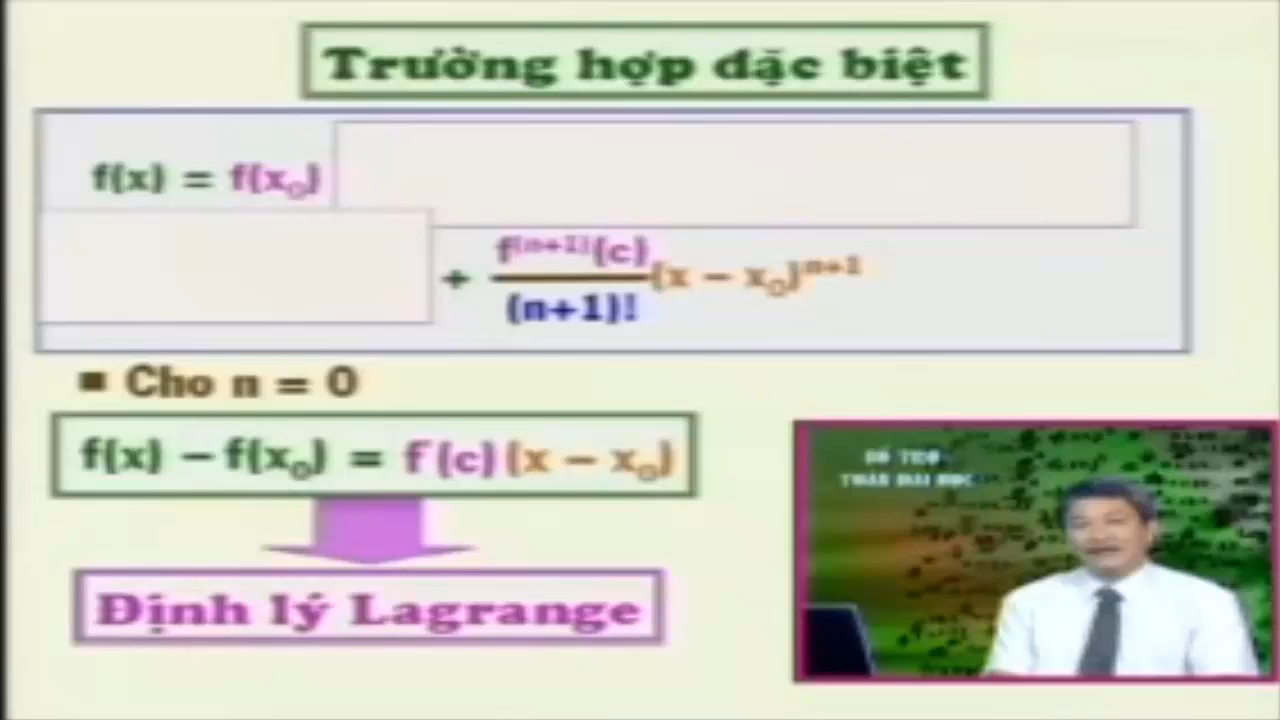 Trường hợp đặc biệt
f(x) = f(x₀)
+ f⁽ⁿ⁺¹⁾(c)
(n+1)!
(x − x₀)ⁿ⁺¹
▪ Cho n = 0
f(x) − f(x₀) = f'(c) (x − x₀)
Định lý Lagrange